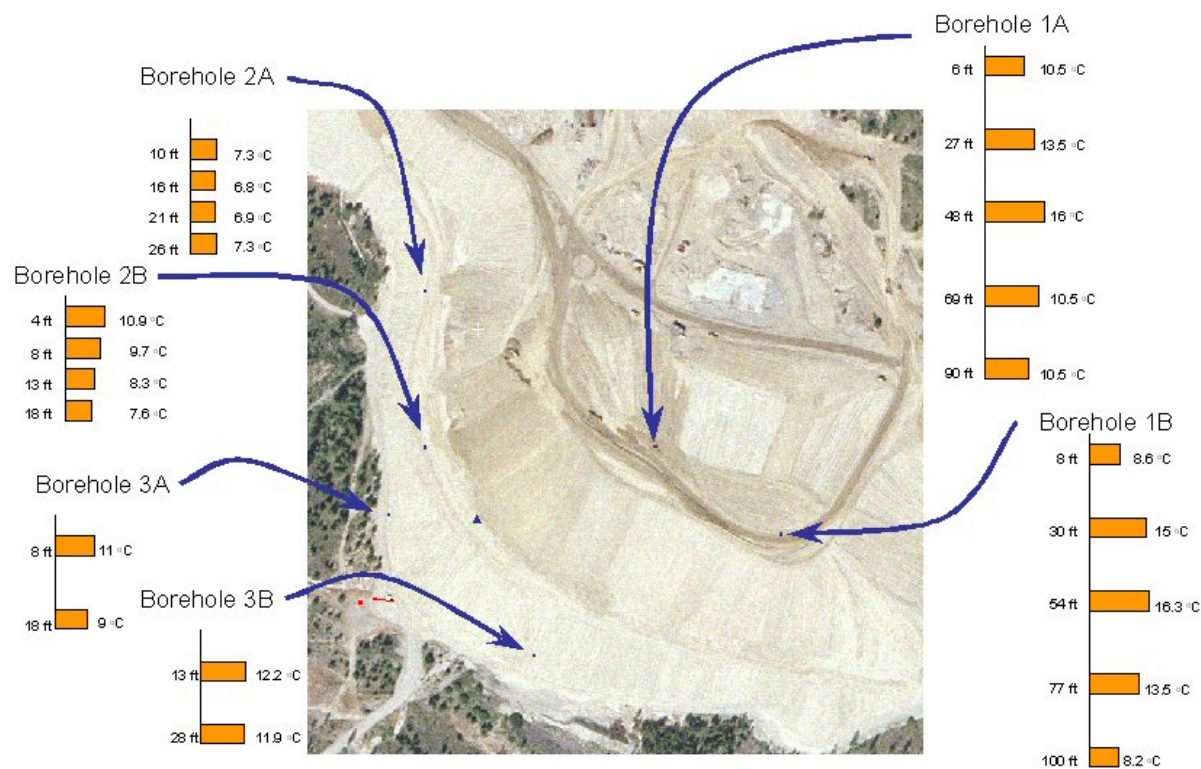 Borehole 1A
6 ft 10.5 °C
27 ft 13.5 °C
48 ft 16 °C
69 ft 10.5 °C
90 ft 10.5 °C
Borehole 2A
10 ft 7.3 °C
16 ft 6.8 °C
21 ft 6.9 °C
26 ft 7.3 °C
Borehole 2B
4 ft 10.9 °C
8 ft 9.7 °C
13 ft 8.3 °C
18 ft 7.6 °C
Borehole 1B
8 ft 8.6 °C
30 ft 15 °C
54 ft 16.3 °C
77 ft 13.5 °C
100 ft 8.2 °C
Borehole 3A
8 ft 11 °C
18 ft 9 °C
Borehole 3B
13 ft 12.2 °C
28 ft 11.9 °C